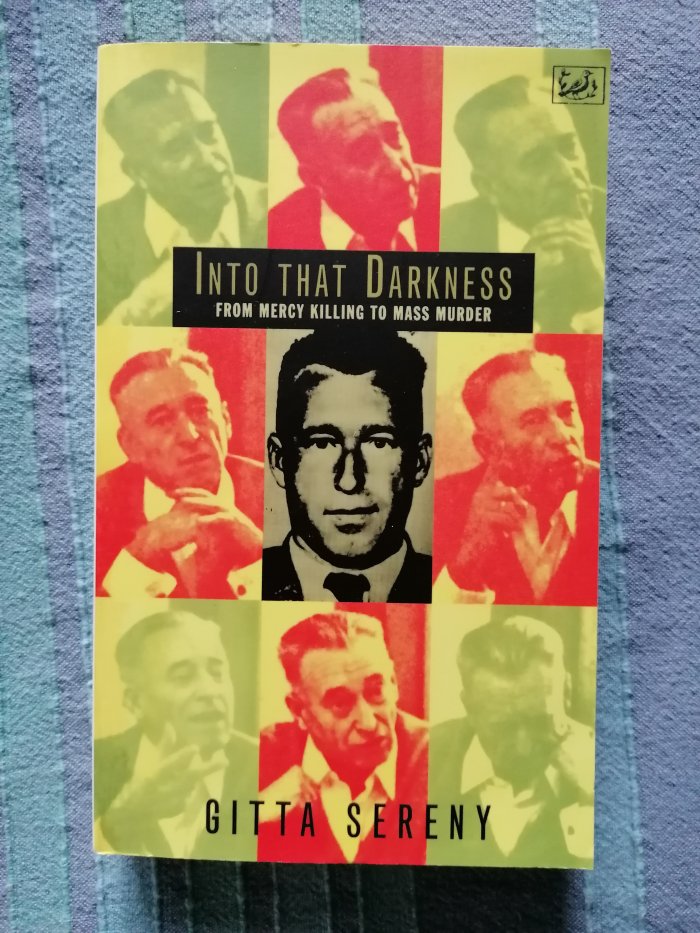 INTO THAT DARKNESS
FROM MERCY KILLING TO MASS MURDER
GITTA SERENY